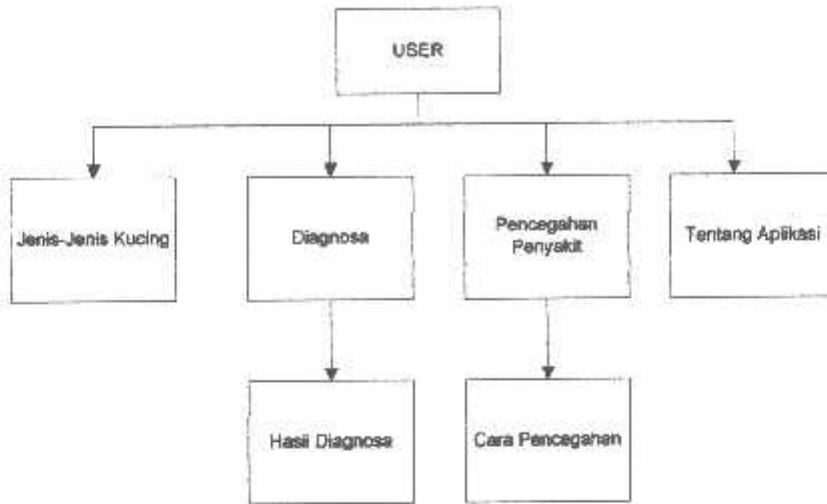 USER
Jenis-Jenis Kucing
Diagnosa
Pencegahan
Penyakit
Tentang Aplikasi
Hasil Diagnosa
Cara Pencegahan